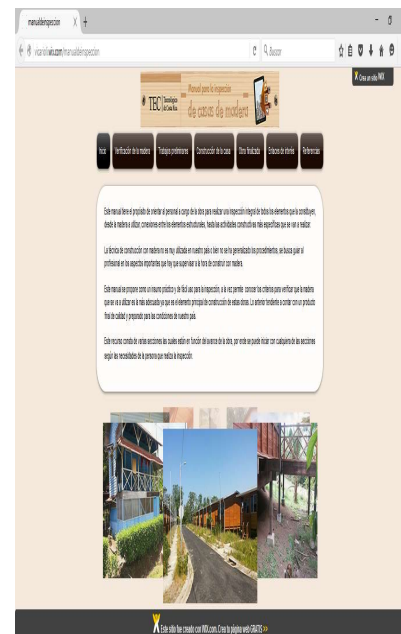 manualdeinspeccion
vicarolii.wix.com/manualdeinspeccion
Buscar
Crea un sitio WIX
Manual para la inspección
TEC Tecnológico de Costa Rica
de casas de madera
Inicio Verificación de la madera Trabajos preliminares Construcción de la casa Obra finalizada Enlaces de interés Referencias
Este manual tiene el propósito de orientar al personal a cargo de la obra para realizar una inspección integral de todos los elementos que la constituyen,
desde la madera a utilizar, conexiones entre los elementos estructurales, hasta las actividades constructivas más específicas que se van a realizar.
La técnica de construcción con madera no es muy utilizada en nuestro país o bien no se ha generalizado los procedimientos, se busca guiar al
profesional en los aspectos importantes que hay que supervisar a la hora de construir con madera.
Este manual se propone como un insumo práctico y de fácil uso para la inspección, a la vez permite conocer los criterios para verificar que la madera
que se va a utilizar es la más adecuada ya que es el elemento principal de construcción de estas obras. Lo anterior tendiente a contar con un producto
final de calidad y preparado para las condiciones de nuestro país.
Este recurso consta de varias secciones las cuales están en función del avance de la obra, por ende se puede iniciar con cualquiera de las secciones
según las necesidades de la persona que realiza la inspección.
Este sitio fue creado con WIX.com. Crea tu página web GRATIS >>